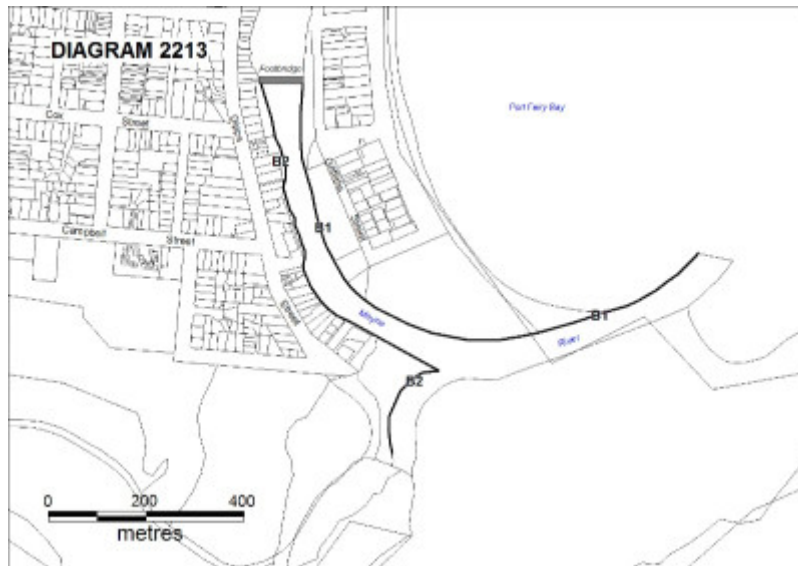 DIAGRAM 2213
Footbridge
Port Fairy Bay
Cox
Street
B2
B1
Campbell
Street
Street
Moyne
B1
River
B2
0 200 400
metres